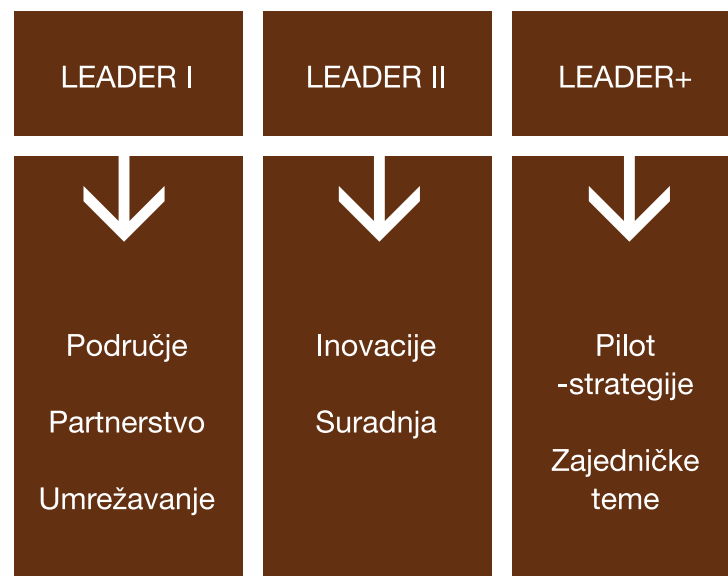 LEADER I
LEADER II
LEADER+
Područje
Partnerstvo
Umrežavanje
Inovacije
Suradnja
Pilot
-strategije
Zajedničke
teme